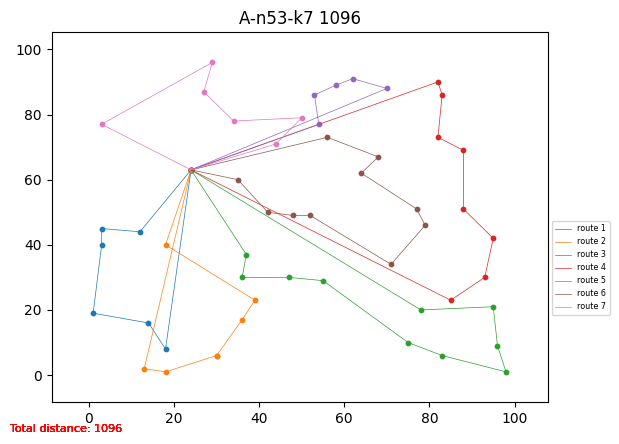 A-n53-k7 1096
100
80
60
40
20
0
0 20 40 60 80 100
route 1
route 2
route 3
route 4
route 5
route 6
route 7
Total distance: 1096